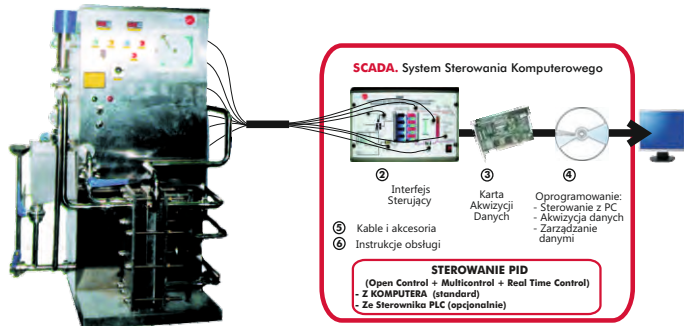 SCADA. System Sterowania Komputerowego
2
Interfejs
Sterujący
3
Karta
Akwizycji
Danych
4
Oprogramowanie:
- Sterowanie z PC
- Akwizycja danych
- Zarządzanie
danymi
5 Kable i akcesoria
6 Instrukcje obsługi
STEROWANIE PID
(Open Control + Multicontrol + Real Time Control)
- Z KOMPUTERA (standard)
- Ze Sterownika PLC (opcjonalnie)